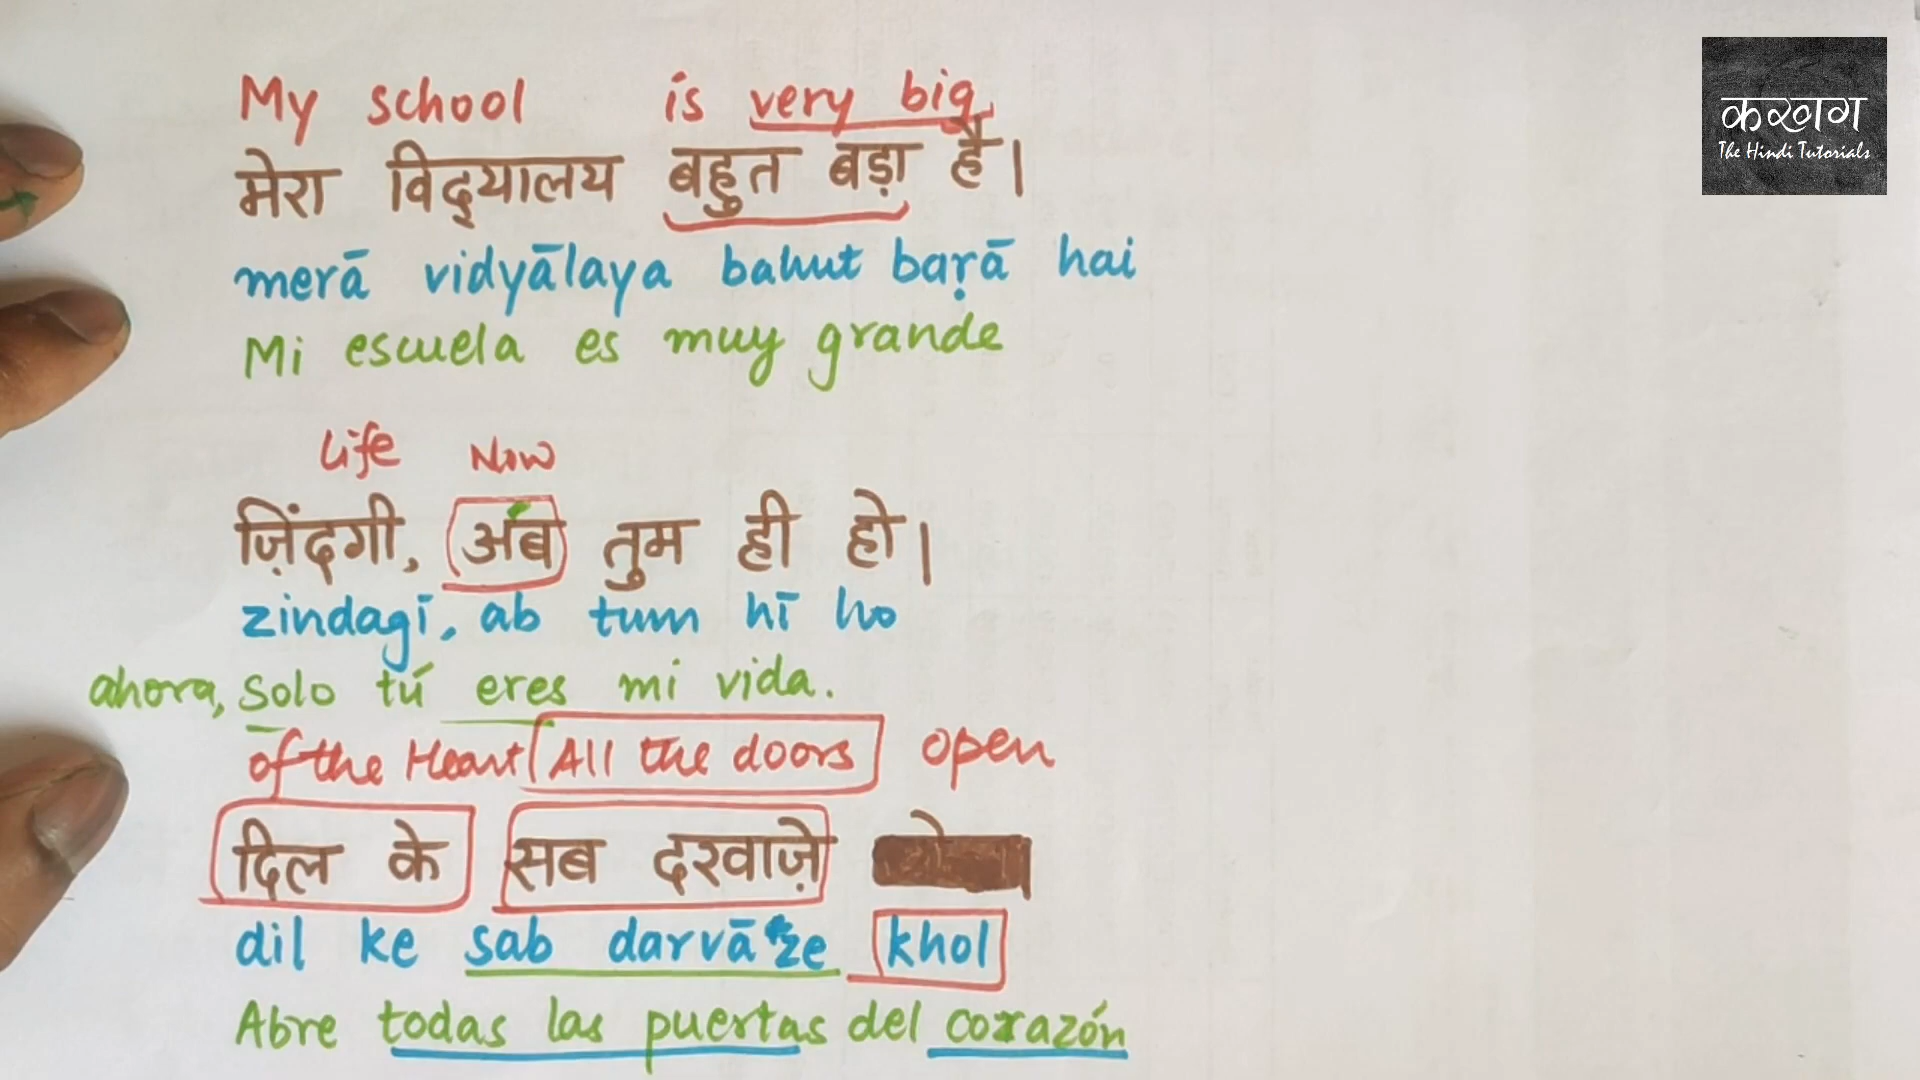 My school is very big
मेरा विद्यालय बहुत बड़ा है।
merā vidyālaya bahut baṛā hai
Mi escuela es muy grande
Life Now
ज़िंदगी, अब तुम ही हो।
zindagī, ab tum hī ho
ahora, solo tú eres mi vida.
of the Heart All the doors open
दिल के सब दरवाज़े
dil ke sab darvāze khol
Abre todas las puertas del corazón
कखग
The Hindi Tutorials